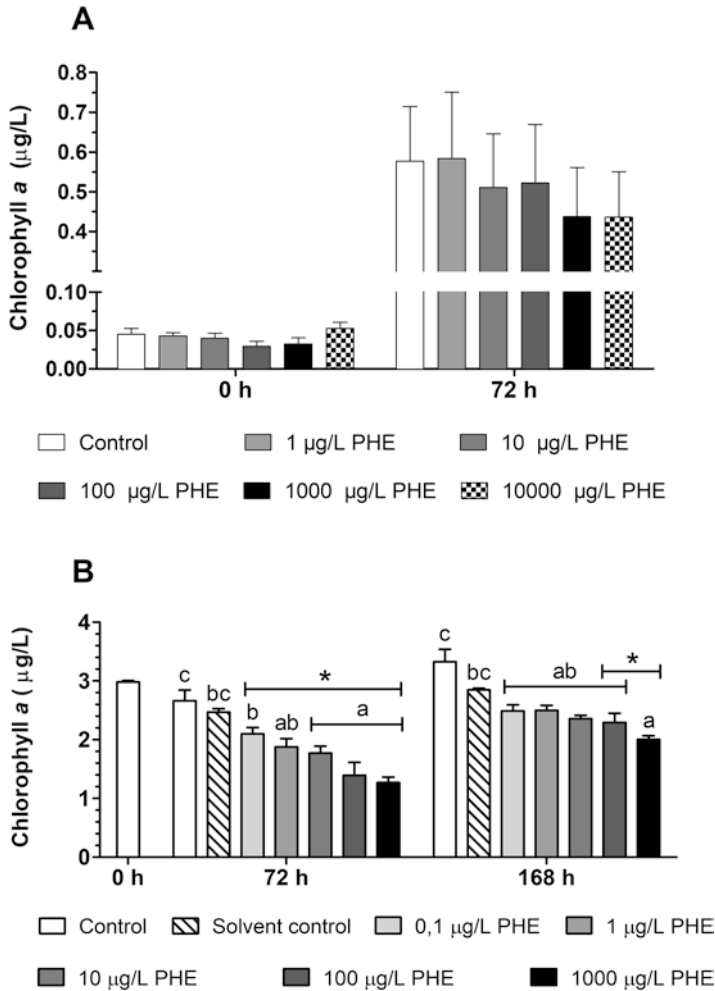 A
Chlorophyll a (µg/L)
0.8
0.7
0.6
0.5
0.4
0.10
0.05
0.00
0 h 72 h
Control 1 µg/L PHE 10 µg/L PHE
100 µg/L PHE 1000 µg/L PHE 10000 µg/L PHE
B
Chlorophyll a ( µg/L)
4
3
2
1
0
c bc * b ab a
c bc ab * a
0 h 72 h 168 h
Control Solvent control 0,1 µg/L PHE 1 µg/L PHE
10 µg/L PHE 100 µg/L PHE 1000 µg/L PHE